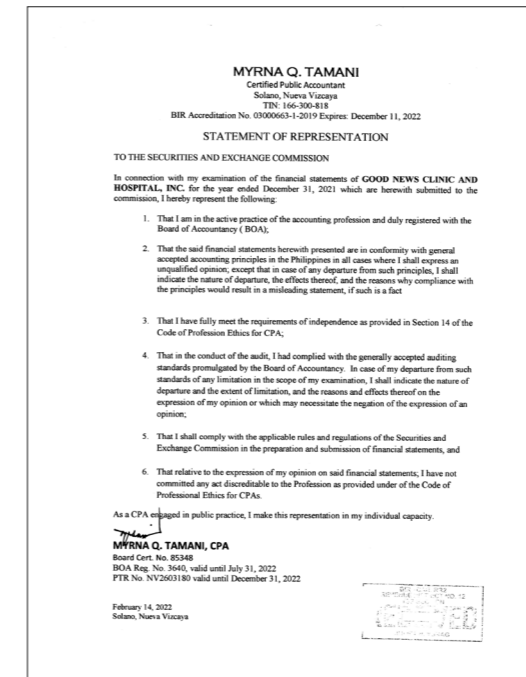 MYRNA Q. TAMANI
Certified Public Accountant
Solano, Nueva Vizcaya
TIN: 166-300-818
BIR Accreditation No. 03000663-1-2019 Expires: December 11, 2022
STATEMENT OF REPRESENTATION
TO THE SECURITIES AND EXCHANGE COMMISSION
In connection with my examination of the financial statements of GOOD NEWS CLINIC AND
HOSPITAL, INC. for the year ended December 31, 2021 which are herewith submitted to the
commission, I hereby represent the following:
1. That I am in the active practice of the accounting profession and duly registered with the
Board of Accountancy ( BOA);
2. That the said financial statements herewith presented are in conformity with general
accepted accounting principles in the Philippines in all cases where I shall express an
unqualified opinion; except that in case of any departure from such principles, I shall
indicate the nature of departure, the effects thereof, and the reasons why compliance with
the principles would result in a misleading statement, if such is a fact
3. That I have fully met the requirements of independence as provided in Section 14 of the
Code of Profession Ethics for CPA;
4. That in the conduct of the audit, I had complied with the generally accepted auditing
standards promulgated by the Board of Accountancy. In case of my departure from such
standards of any limitation in the scope of my examination, I shall indicate the nature of
departure and the extent of limitation, and the reasons and effects thereof on the
expression of my opinion or which may necessitate the negation of the expression of an
opinion;
5. That I shall comply with the applicable rules and regulations of the Securities and
Exchange Commission in the preparation and submission of financial statements, and
6. That relative to the expression of my opinion on said financial statements; I have not
committed any act discreditable to the Profession as provided under of the Code of
Professional Ethics for CPAs.
As a CPA engaged in public practice, I make this representation in my individual capacity.
MYRNA Q. TAMANI, CPA
Board Cert. No. 85348
BOA Reg. No. 3640, valid until July 31, 2022
PTR No. NV2603180 valid until December 31, 2022
February 14, 2022
Solano, Nueva Vizcaya